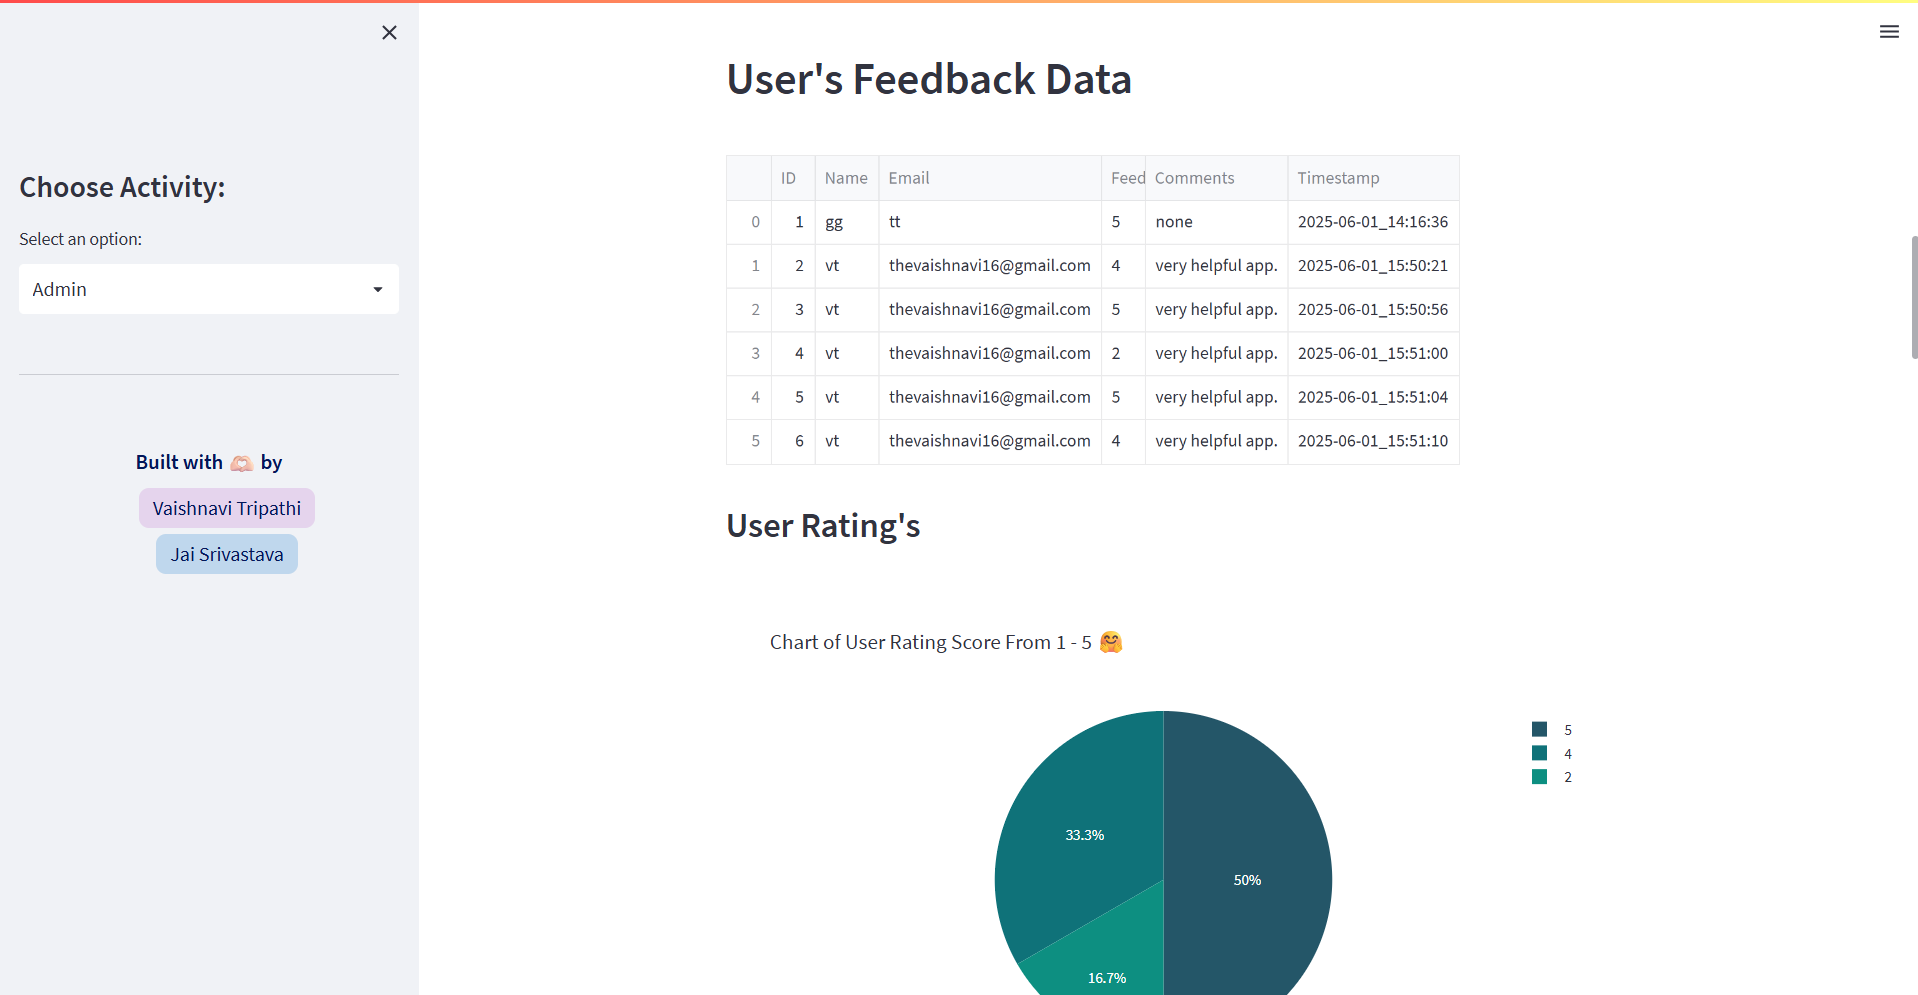 Choose Activity:
Select an option:
Admin
Built with 🫶🏻 by
Vaishnavi Tripathi
Jai Srivastava
User's Feedback Data
ID Name Email Feed Comments Timestamp
0 1 gg tt 5 none 2025-06-01_14:16:36
1 2 vt thevaishnavi16@gmail.com 4 very helpful app. 2025-06-01_15:50:21
2 3 vt thevaishnavi16@gmail.com 5 very helpful app. 2025-06-01_15:50:56
3 4 vt thevaishnavi16@gmail.com 2 very helpful app. 2025-06-01_15:51:00
4 5 vt thevaishnavi16@gmail.com 5 very helpful app. 2025-06-01_15:51:04
5 6 vt thevaishnavi16@gmail.com 4 very helpful app. 2025-06-01_15:51:10
User Rating's
Chart of User Rating Score From 1 - 5 🤗
5
4
2
33.3%
50%
16.7%